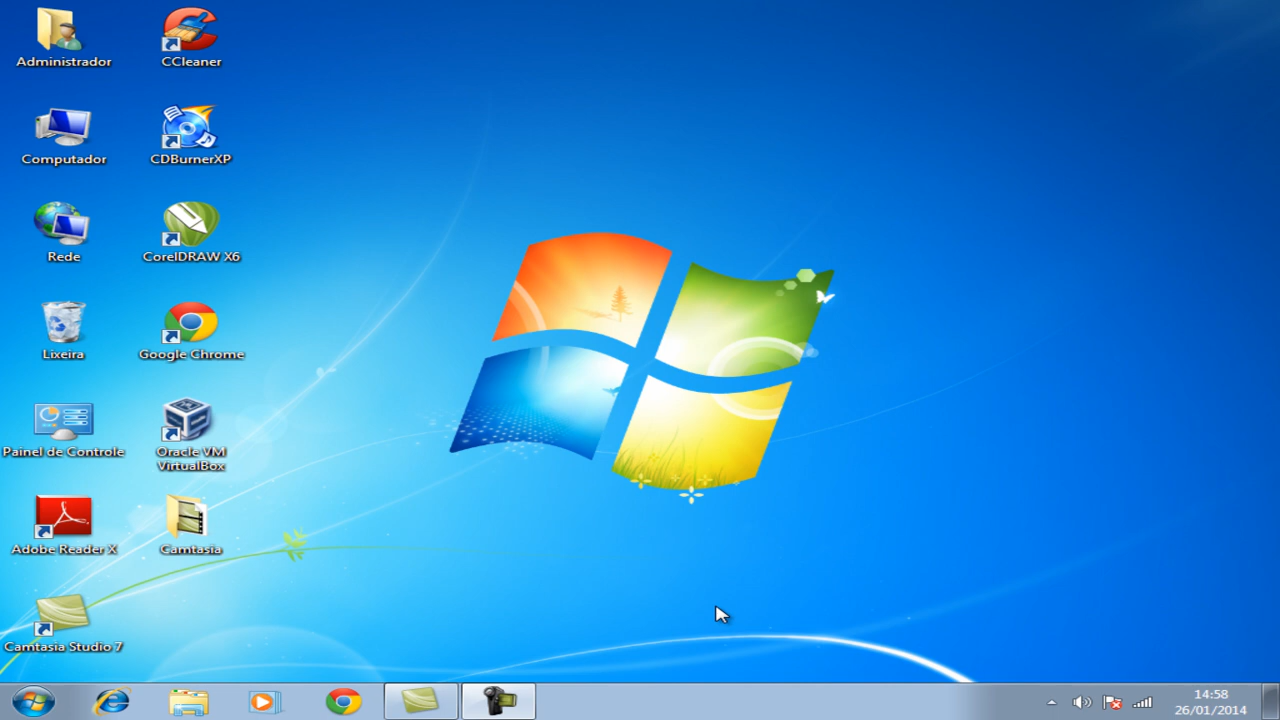 Administrador
CCleaner
Computador
CDBurnerXP
Rede
CorelDRAW X6
Lixeira
Google Chrome
Painel de Controle
Oracle VM
VirtualBox
Adobe Reader X
Camtasia
Camtasia Studio 7
14:58
26/01/2014